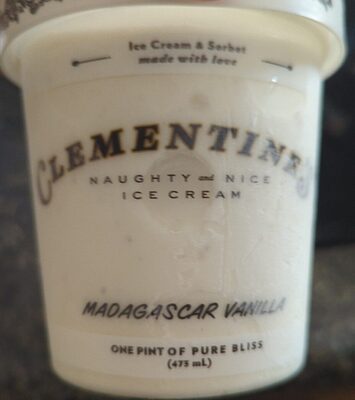 Ice Cream & Sorbet
made with love
CLEMENTINE'S
NAUGHTY and NICE
ICE CREAM
MADAGASCAR VANILLA
ONE PINT OF PURE BLISS
(473 mL)